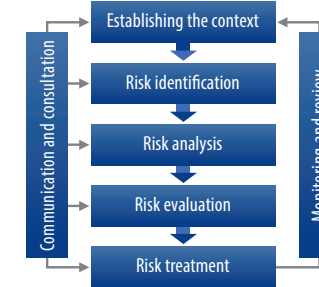 Establishing the context
Risk identification
Risk analysis
Risk evaluation
Risk treatment
Communication and consultation
Monitoring and review